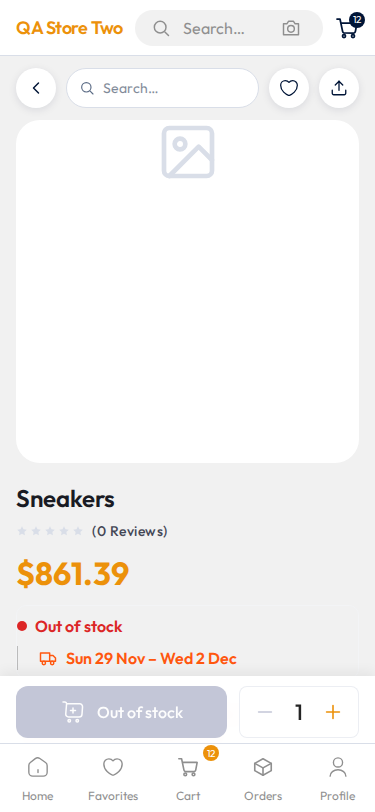 QA Store Two
Search...
12
Search...
Sneakers
(0 Reviews)
$861.39
Out of stock
Sun 29 Nov – Wed 2 Dec
Out of stock
1
12
Home
Favorites
Cart
Orders
Profile